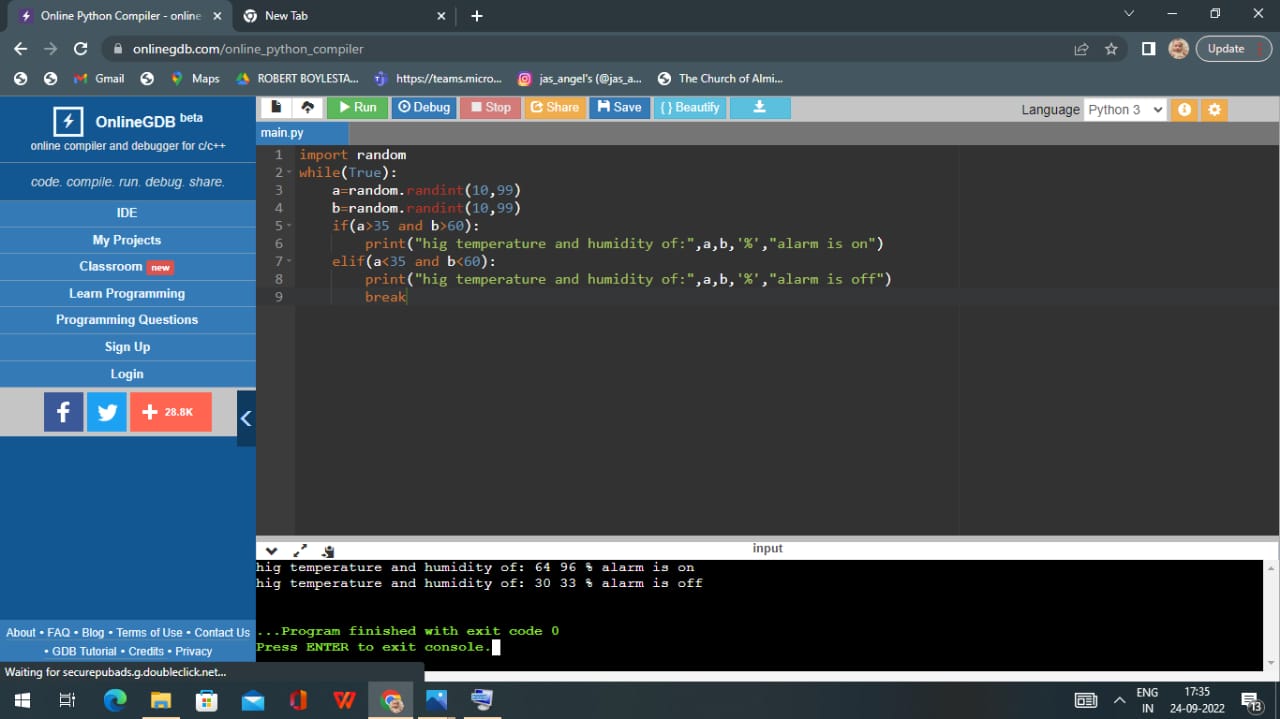 Online Python Compiler - online
New Tab
onlinegdb.com/online_python_compiler
Update
Gmail
Maps
ROBERT BOYLESTA...
https://teams.micro...
jas_angel's (@jas_a...
The Church of Almi...
OnlineGDB beta
online compiler and debugger for c/c++
code. compile. run. debug. share.
IDE
My Projects
Classroom new
Learn Programming
Programming Questions
Sign Up
Login
f
+ 28.8K
About • FAQ • Blog • Terms of Use • Contact Us
• GDB Tutorial • Credits • Privacy
Run Debug Stop Share Save { } Beautify
Language Python 3
main.py
1 import random
2 while(True):
3 a=random.randint(10,99)
4 b=random.randint(10,99)
5 if(a>35 and b>60):
6 print("hig temperature and humidity of:",a,b,'%',"alarm is on")
7 elif(a<35 and b<60):
8 print("hig temperature and humidity of:",a,b,'%',"alarm is off")
9 break
input
hig temperature and humidity of: 64 96 % alarm is on
hig temperature and humidity of: 30 33 % alarm is off
...Program finished with exit code 0
Press ENTER to exit console.
Waiting for securepubads.g.doubleclick.net...
ENG
IN
17:35
24-09-2022
13